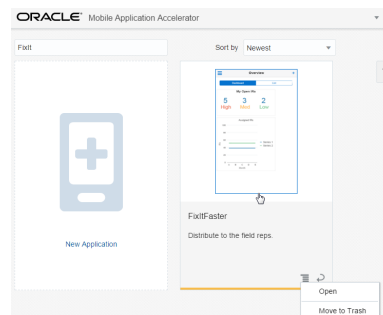 ORACLE Mobile Application Accelerator
FixIt
Sort by Newest
Overview
My Open FIFs
5 3 2
High Med Low
New Application
FixItFaster
Distribute to the field reps.
Open
Move to Trash